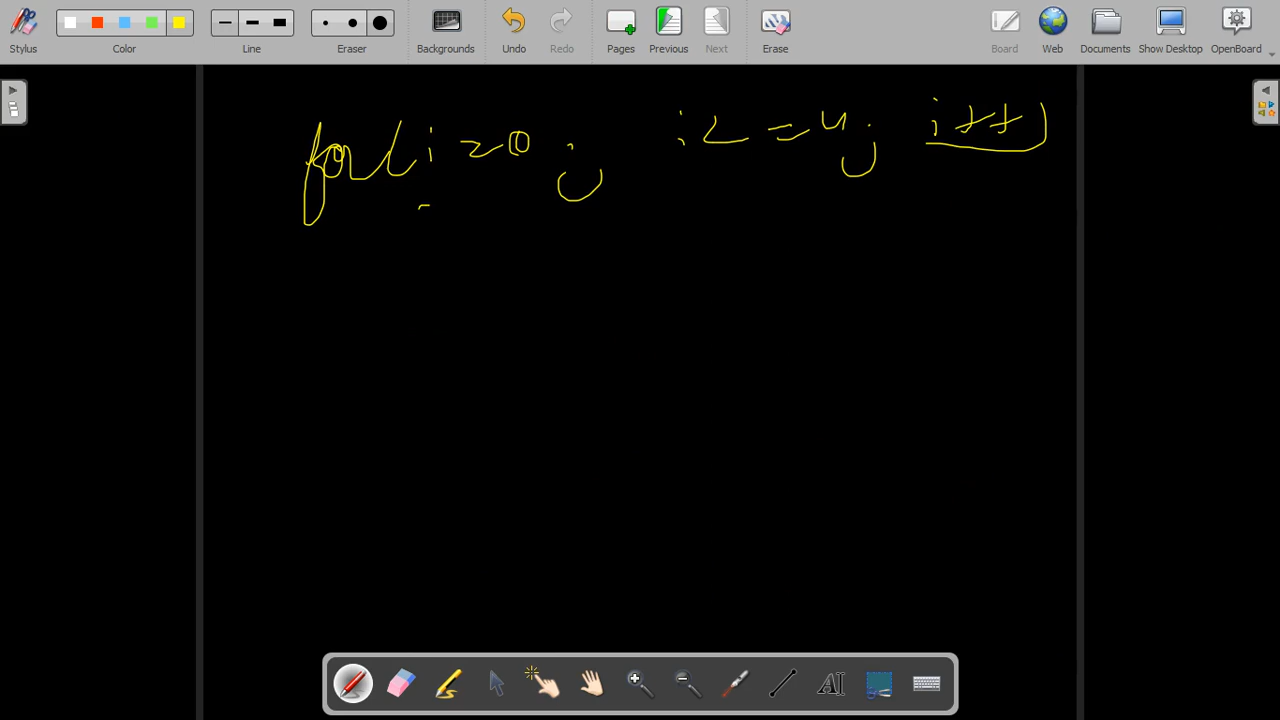 Stylus Color Line Eraser Backgrounds Undo Redo Pages Previous Next Erase Board Web Documents Show Desktop OpenBoard
for( i = 0 ; i <= 4 ; i++ )
AI